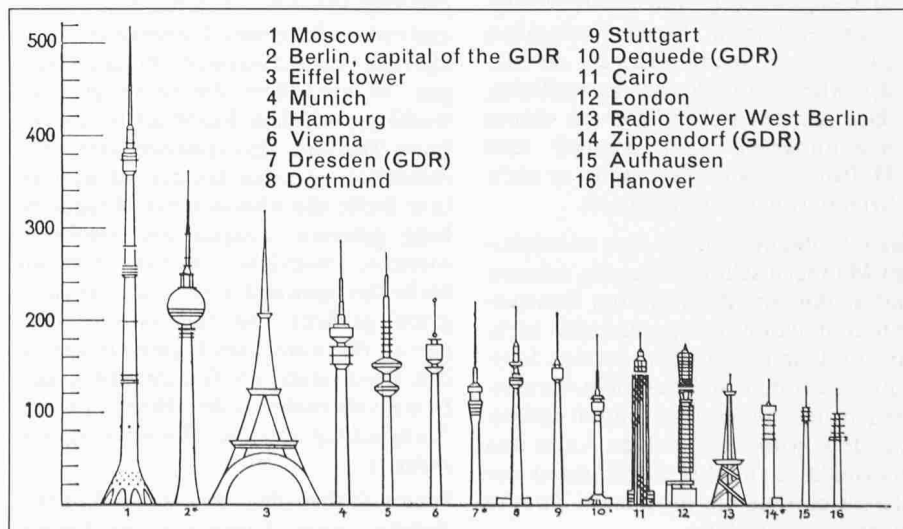 500
400
300
200
100
1 Moscow
2 Berlin, capital of the GDR
3 Eiffel tower
4 Munich
5 Hamburg
6 Vienna
7 Dresden (GDR)
8 Dortmund
9 Stuttgart
10 Dequede (GDR)
11 Cairo
12 London
13 Radio tower West Berlin
14 Zippendorf (GDR)
15 Aufhausen
16 Hanover
1 2* 3 4 5 6 7* 8 9 10* 11 12 13 14* 15 16